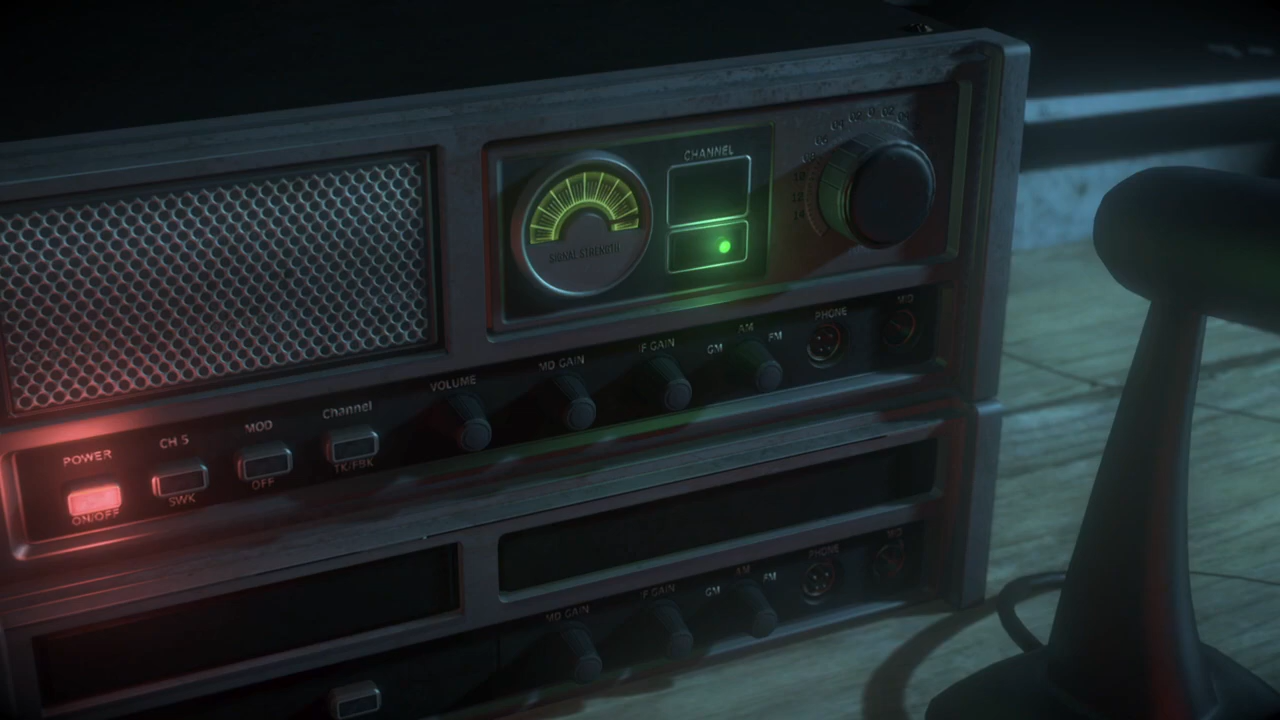 CHANNEL
SIGNAL STRENGTH
PHONE
MD
AM
GM
FM
IF GAIN
MD GAIN
VOLUME
Channel
TK/FBK
MOD
OFF
CH 5
SWK
POWER
ON/OFF
PHONE
AM
GM
FM
IF GAIN
MD GAIN